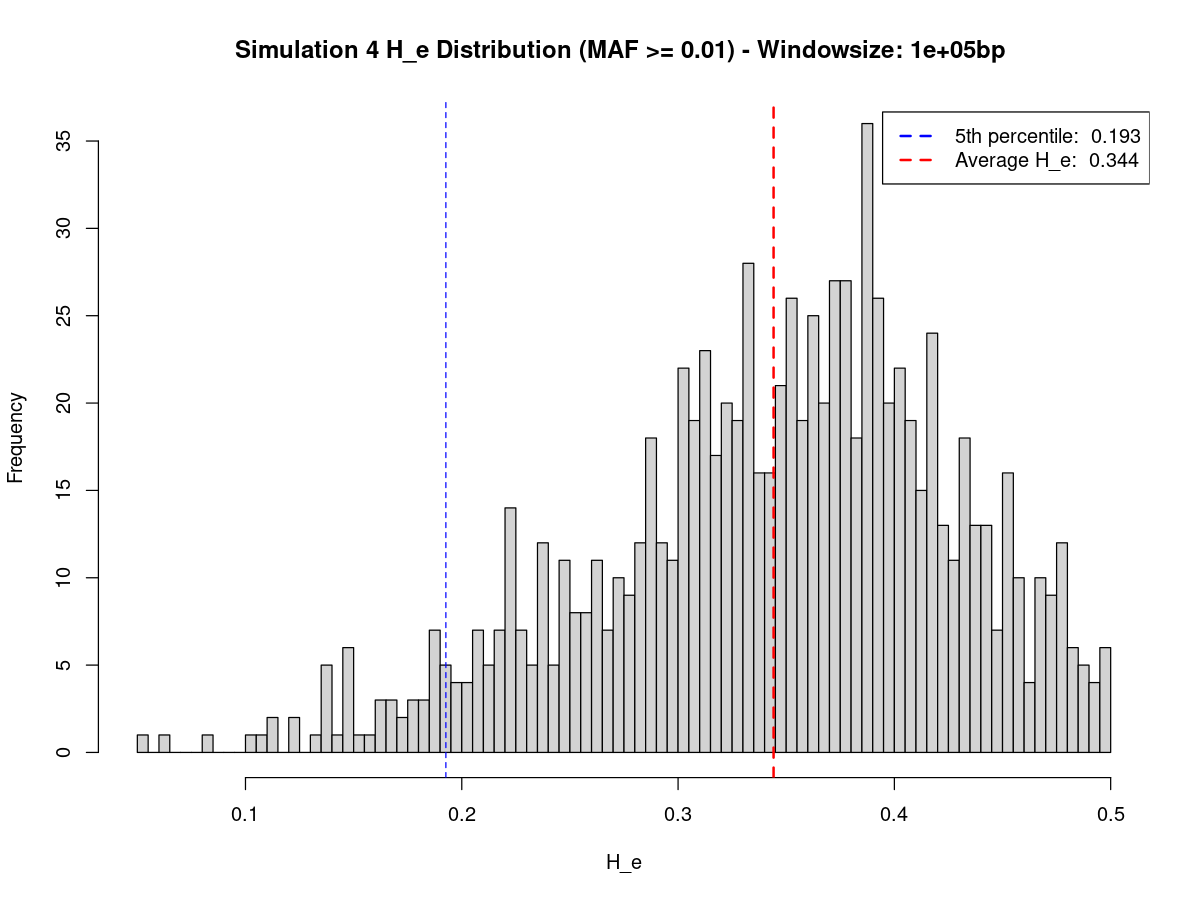 Simulation 4 H_e Distribution (MAF >= 0.01) - Windowsize: 1e+05bp
5th percentile: 0.193
Average H_e: 0.344
Frequency
35
30
25
20
15
10
5
0
0.1 0.2 0.3 0.4 0.5
H_e